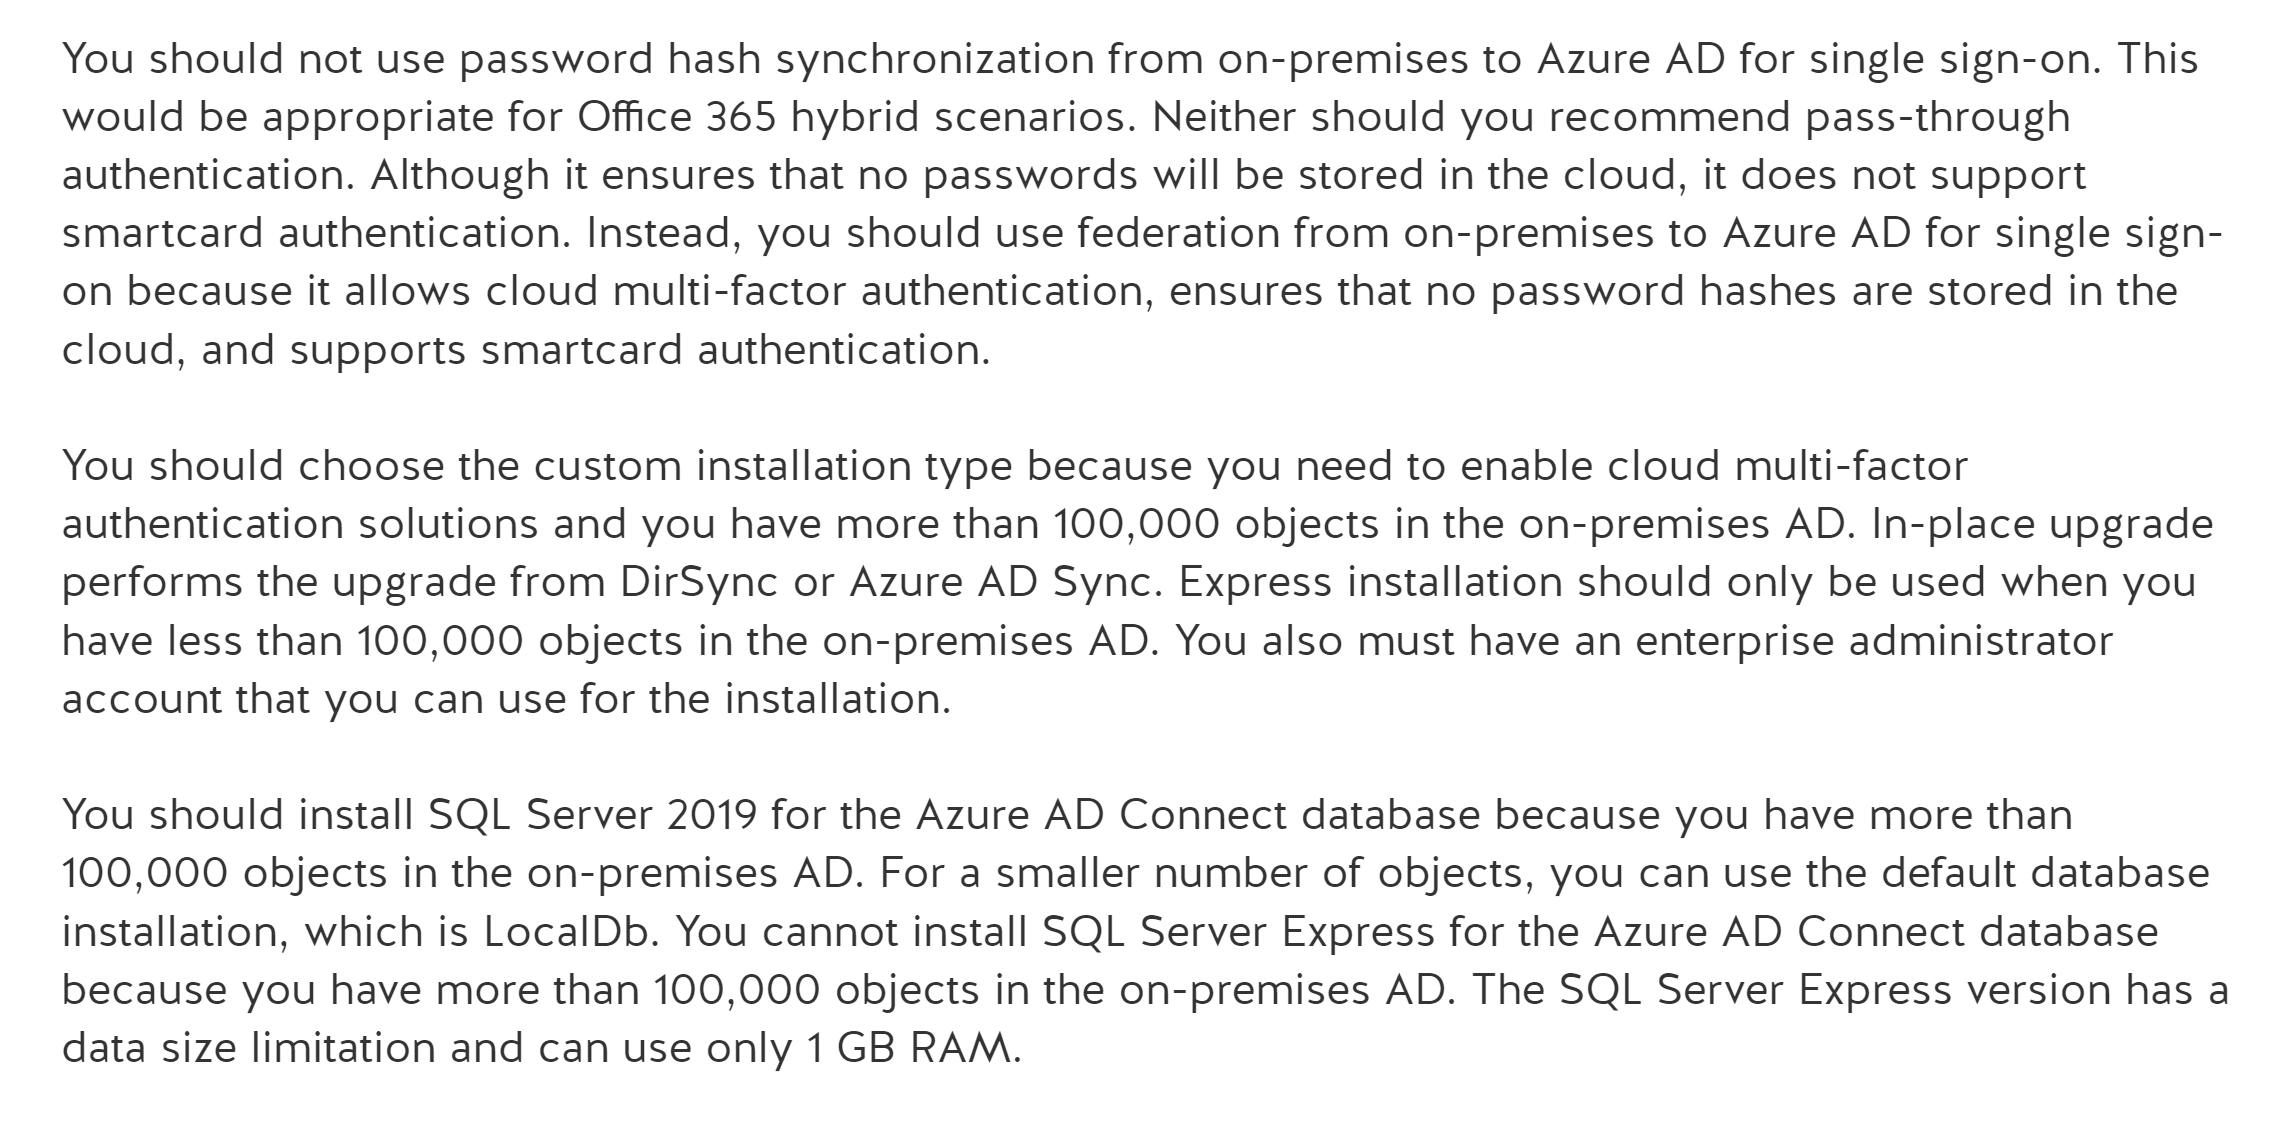 You should not use password hash synchronization from on-premises to Azure AD for single sign-on. This
would be appropriate for Office 365 hybrid scenarios. Neither should you recommend pass-through
authentication. Although it ensures that no passwords will be stored in the cloud, it does not support
smartcard authentication. Instead, you should use federation from on-premises to Azure AD for single sign-
on because it allows cloud multi-factor authentication, ensures that no password hashes are stored in the
cloud, and supports smartcard authentication.
You should choose the custom installation type because you need to enable cloud multi-factor
authentication solutions and you have more than 100,000 objects in the on-premises AD. In-place upgrade
performs the upgrade from DirSync or Azure AD Sync. Express installation should only be used when you
have less than 100,000 objects in the on-premises AD. You also must have an enterprise administrator
account that you can use for the installation.
You should install SQL Server 2019 for the Azure AD Connect database because you have more than
100,000 objects in the on-premises AD. For a smaller number of objects, you can use the default database
installation, which is LocalDb. You cannot install SQL Server Express for the Azure AD Connect database
because you have more than 100,000 objects in the on-premises AD. The SQL Server Express version has a
data size limitation and can use only 1 GB RAM.